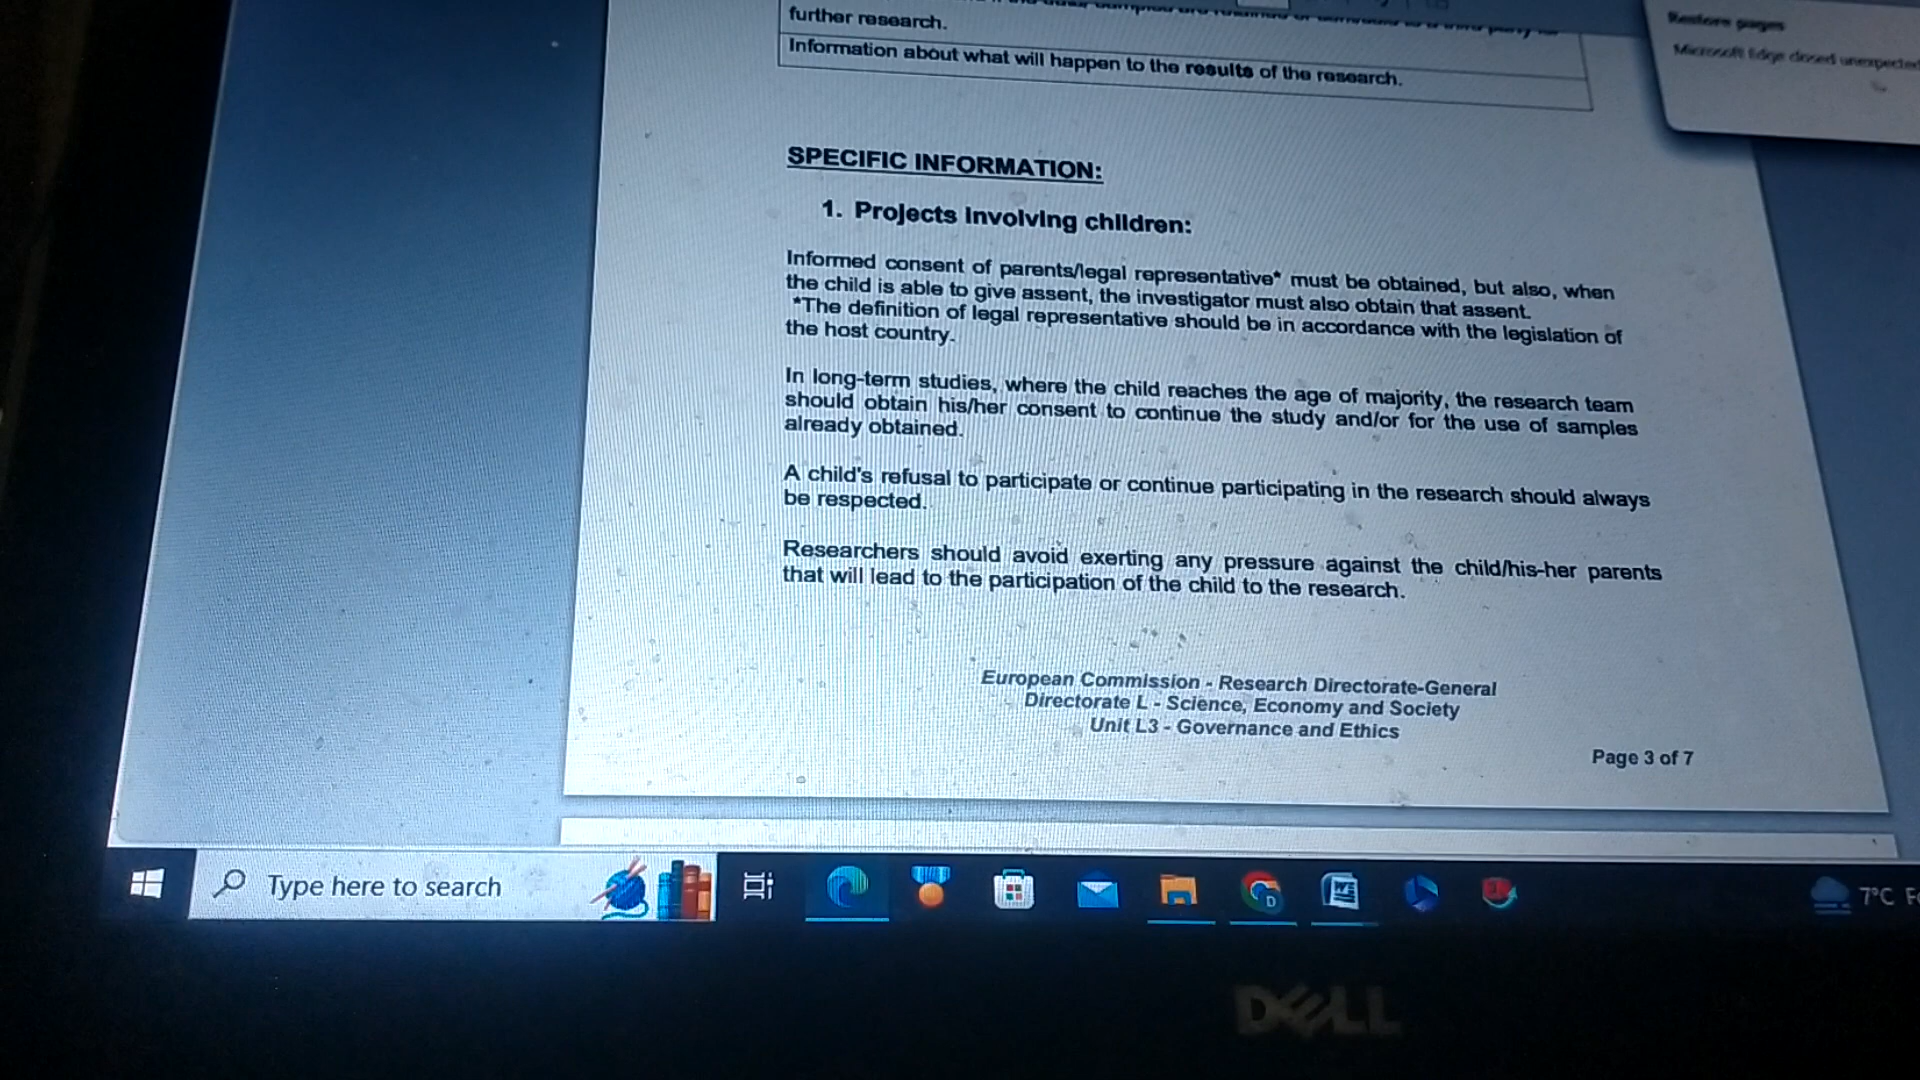 further research.
Information about what will happen to the results of the research.
Restore pages
Microsoft Edge closed unexpected
SPECIFIC INFORMATION:
1. Projects involving children:
Informed consent of parents/legal representative* must be obtained, but also, when
the child is able to give assent, the investigator must also obtain that assent.
*The definition of legal representative should be in accordance with the legislation of
the host country.
In long-term studies, where the child reaches the age of majority, the research team
should obtain his/her consent to continue the study and/or for the use of samples
already obtained.
A child's refusal to participate or continue participating in the research should always
be respected.
Researchers should avoid exerting any pressure against the child/his-her parents
that will lead to the participation of the child to the research.
European Commission - Research Directorate-General
Directorate L - Science, Economy and Society
Unit L3 - Governance and Ethics
Page 3 of 7
Type here to search
D
7°C
DELL